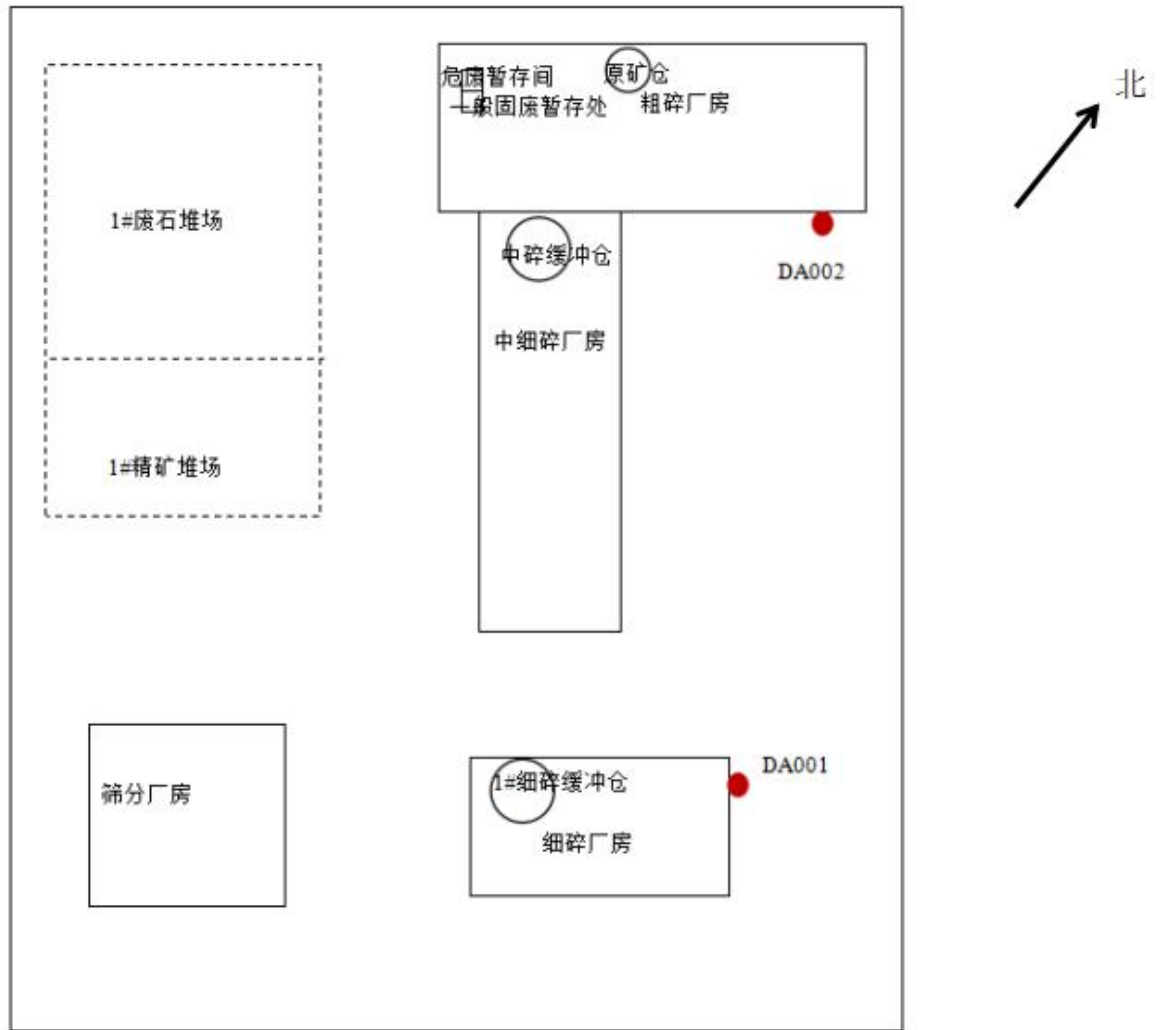 北
危废暂存间
原矿仓
一般固废暂存处
粗碎厂房
1#废石堆场
中碎缓冲仓
DA002
中细碎厂房
1#精矿堆场
DA001
1#细碎缓冲仓
筛分厂房
细碎厂房